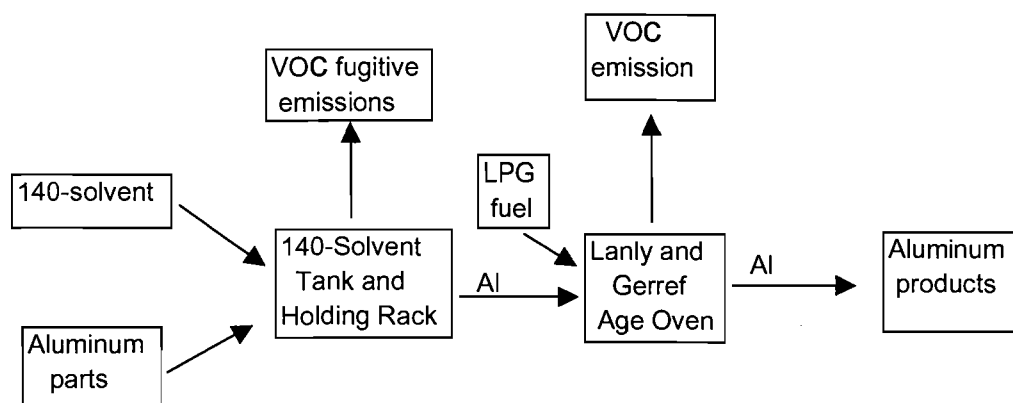 VOC fugitive
emissions
VOC
emission
140-solvent
LPG
fuel
140-Solvent
Tank and
Holding Rack
Al
Lanly and
Gerref
Age Oven
Al
Aluminum
products
Aluminum
parts